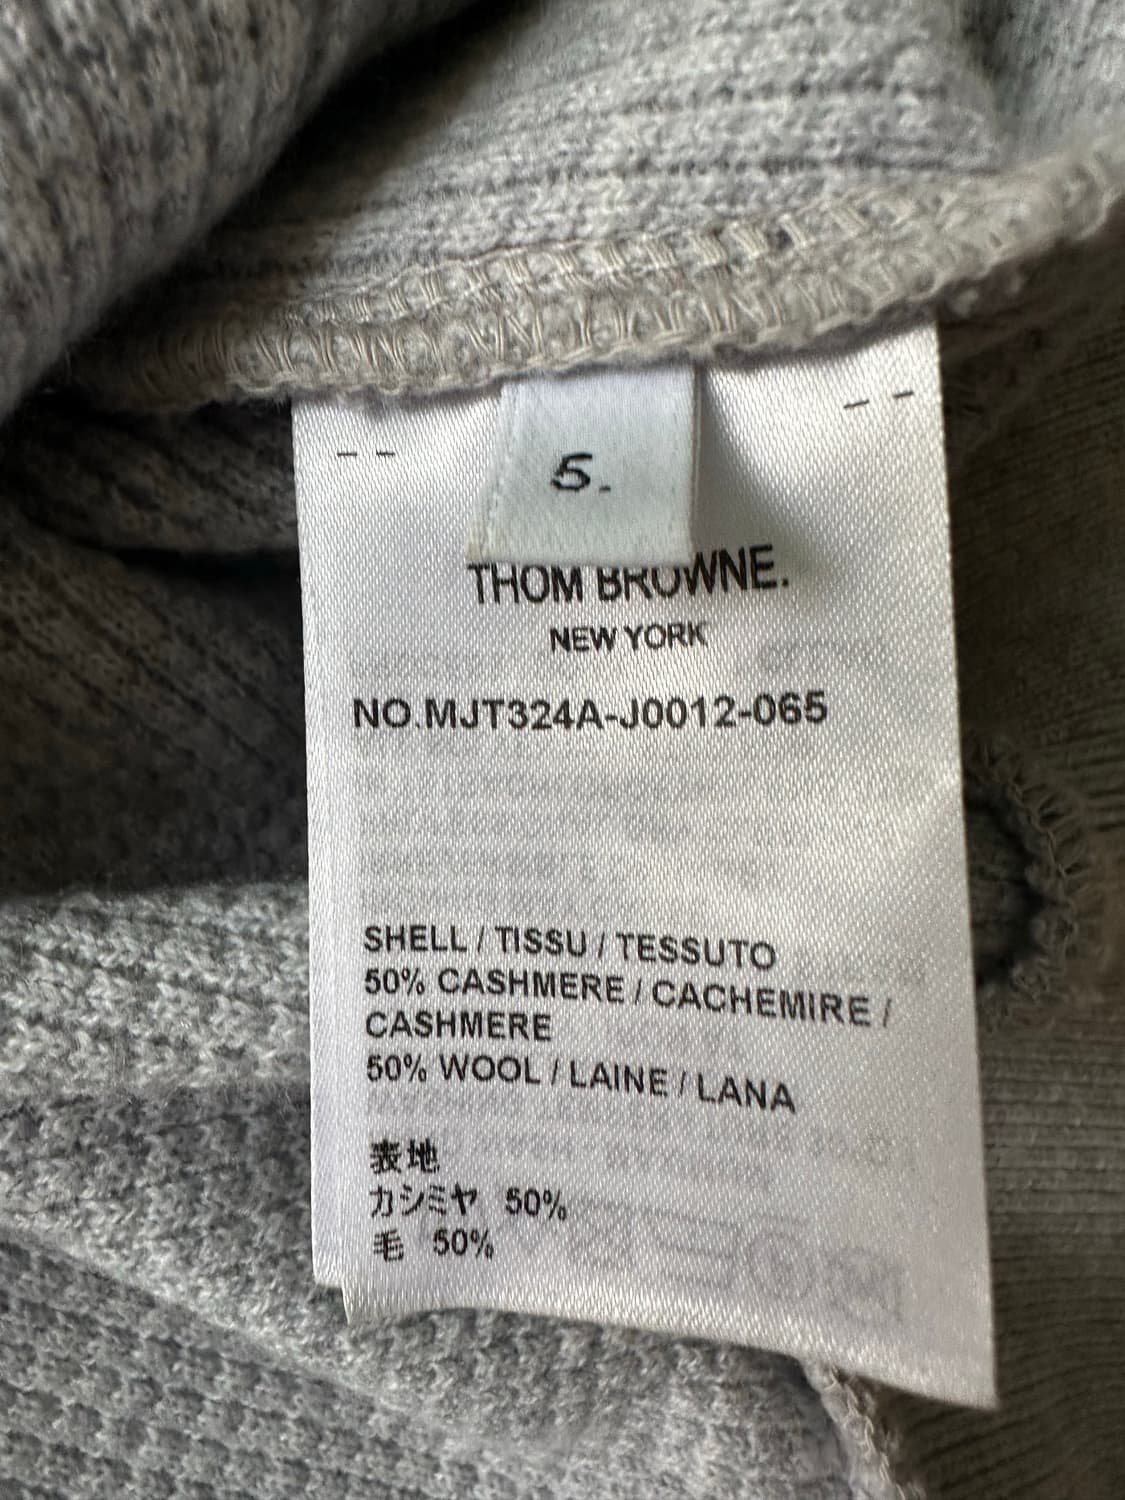 5.
THOM BROWNE.
NEW YORK
NO.MJT324A-J0012-065
SHELL / TISSU / TESSUTO
50% CASHMERE / CACHEMIRE /
CASHMERE
50% WOOL / LAINE / LANA
表地
カシミヤ 50%
毛 50%